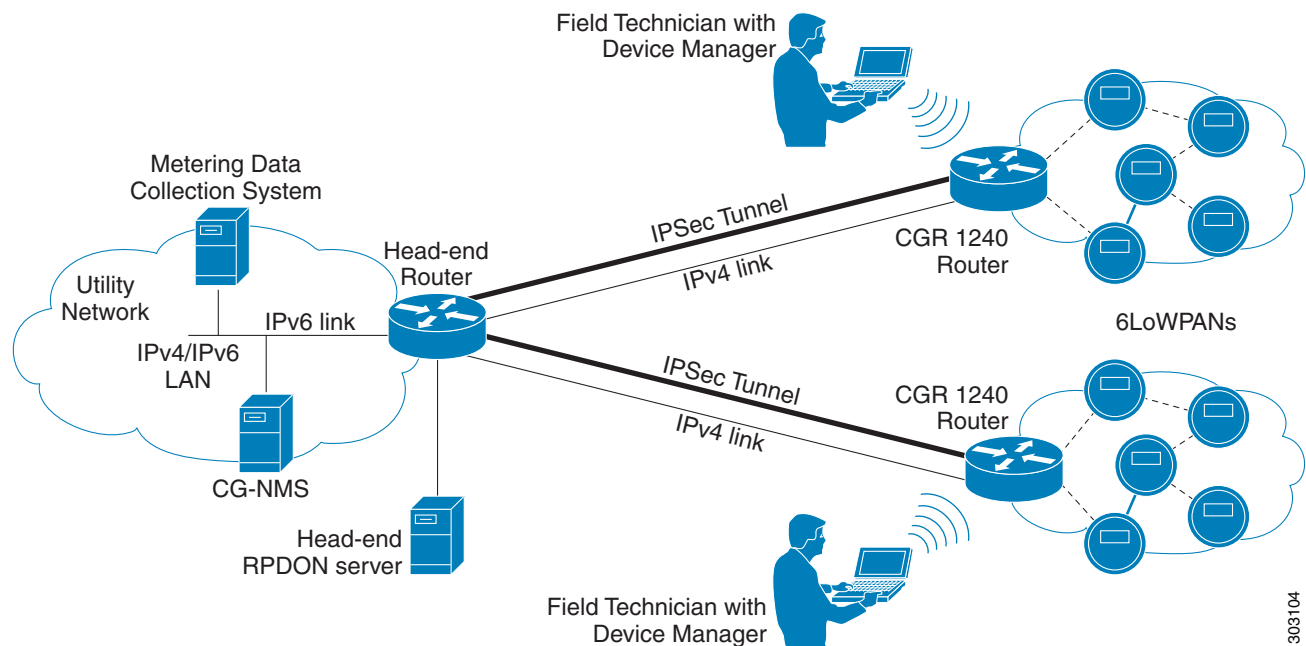 Field Technician with
Device Manager
Metering Data
Collection System
Head-end
Router
Utility
Network
IPv6 link
IPv4/IPv6
LAN
CG-NMS
Head-end
RPDON server
IPSec Tunnel
IPv4 link
CGR 1240
Router
6LoWPANs
IPSec Tunnel
IPv4 link
CGR 1240
Router
Field Technician with
Device Manager
303104